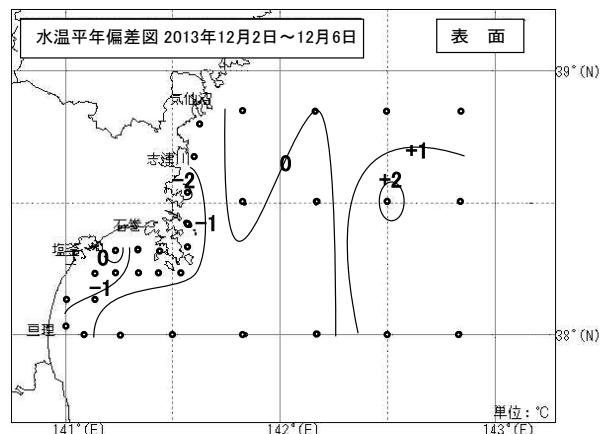 水温平年偏差図 2013年12月2日～12月6日
表 面
39°(N)
気仙沼
志津川
0
+1
-2
+2
石巻
-1
塩釜
0
-1
亘理
38°(N)
単位：℃
141°(E)
142°(E)
143°(E)